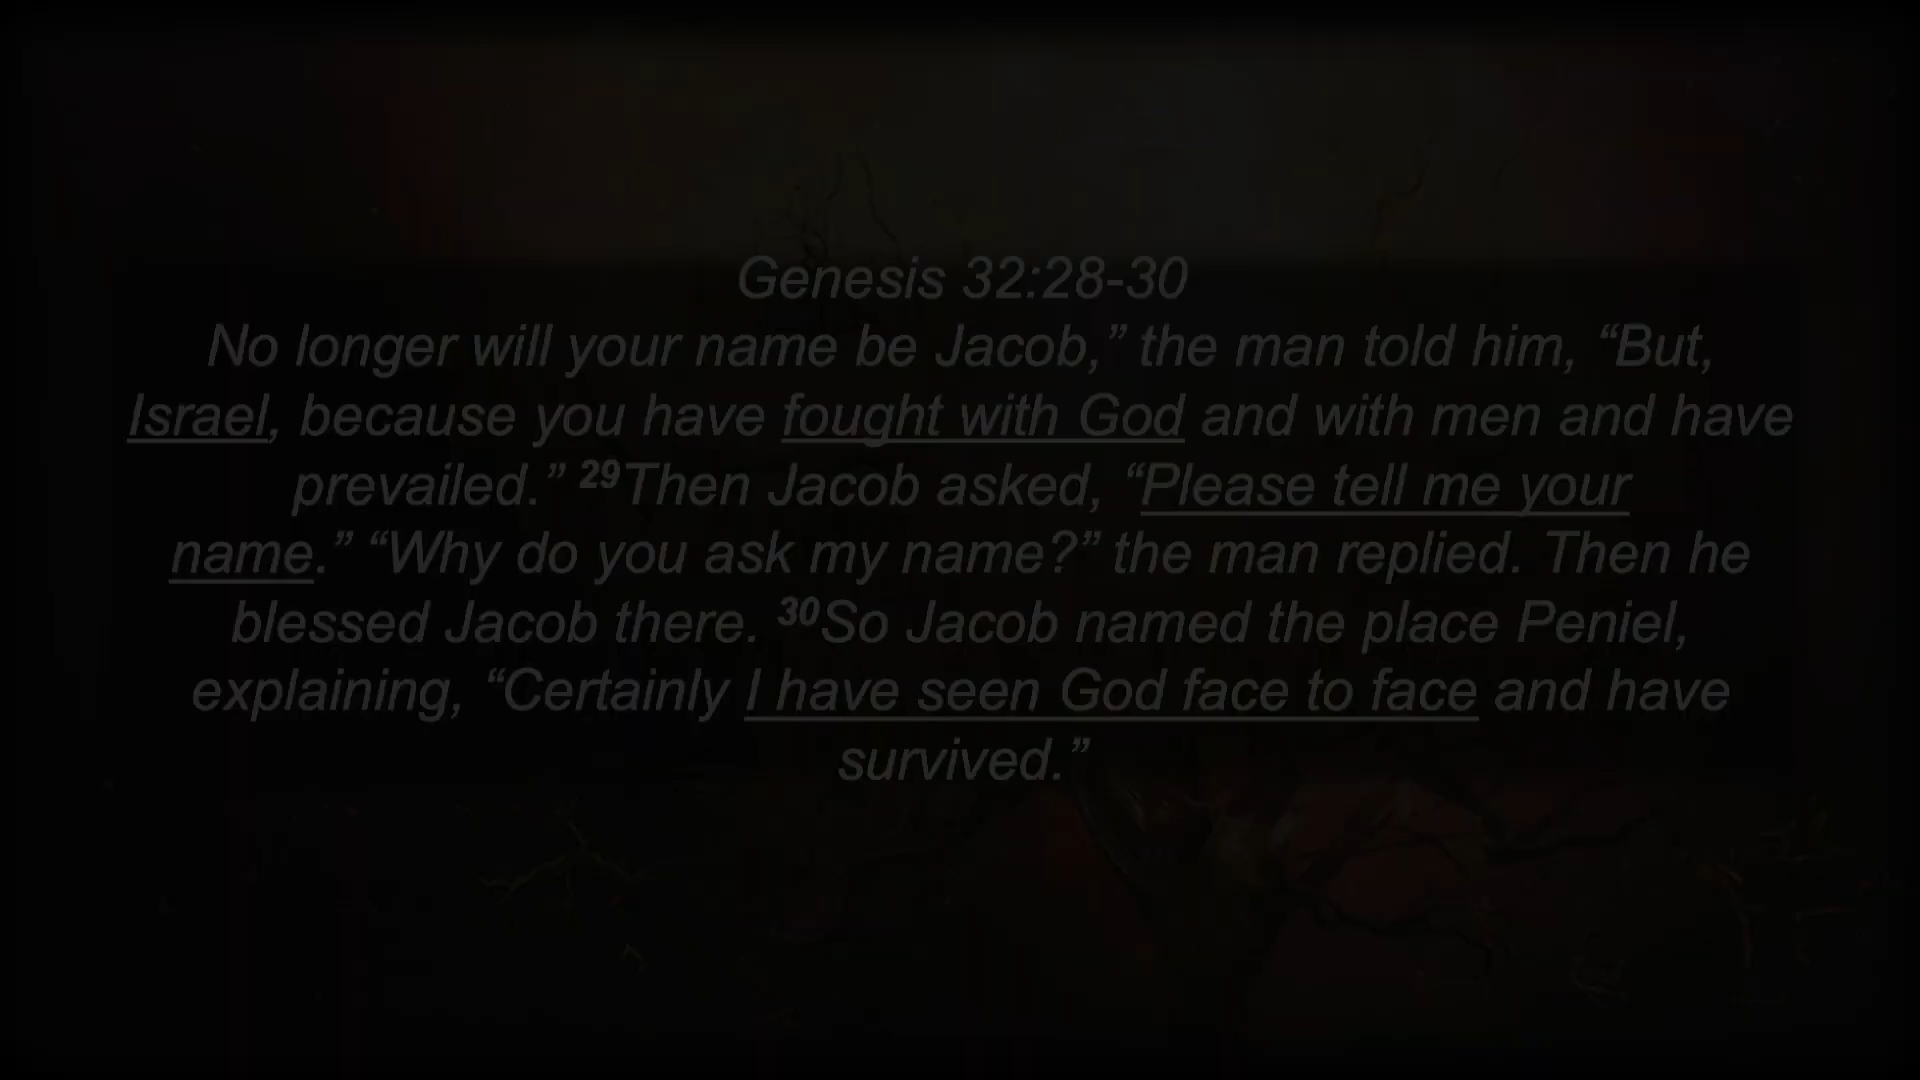 Genesis 32:28-30
No longer will your name be Jacob,” the man told him, “But,
Israel, because you have fought with God and with men and have
prevailed.” 29Then Jacob asked, “Please tell me your
name.” “Why do you ask my name?” the man replied. Then he
blessed Jacob there. 30So Jacob named the place Peniel,
explaining, “Certainly I have seen God face to face and have
survived.”